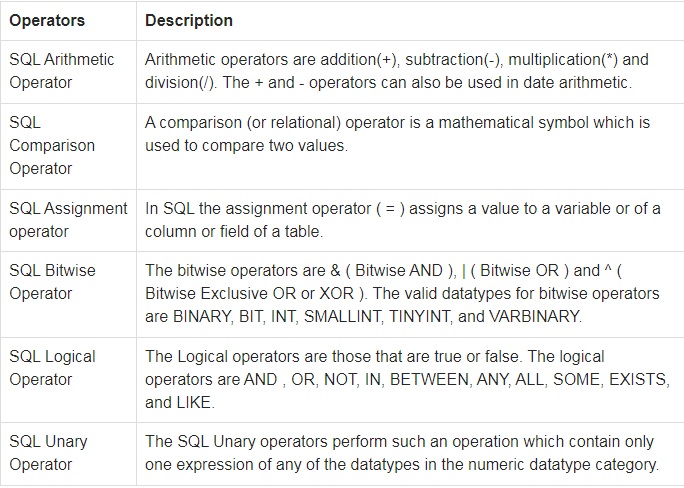 Operators Description
SQL Arithmetic Arithmetic operators are addition(+), subtraction(-), multiplication(*) and
Operator division(/). The + and - operators can also be used in date arithmetic.
SQL A comparison (or relational) operator is a mathematical symbol which is
Comparison used to compare two values.
Operator
SQL Assignment In SQL the assignment operator ( = ) assigns a value to a variable or of a
operator column or field of a table.
SQL Bitwise The bitwise operators are & ( Bitwise AND ), | ( Bitwise OR ) and ^ (
Operator Bitwise Exclusive OR or XOR ). The valid datatypes for bitwise operators
are BINARY, BIT, INT, SMALLINT, TINYINT, and VARBINARY.
SQL Logical The Logical operators are those that are true or false. The logical
Operator operators are AND , OR, NOT, IN, BETWEEN, ANY, ALL, SOME, EXISTS,
and LIKE.
SQL Unary The SQL Unary operators perform such an operation which contain only
Operator one expression of any of the datatypes in the numeric datatype category.